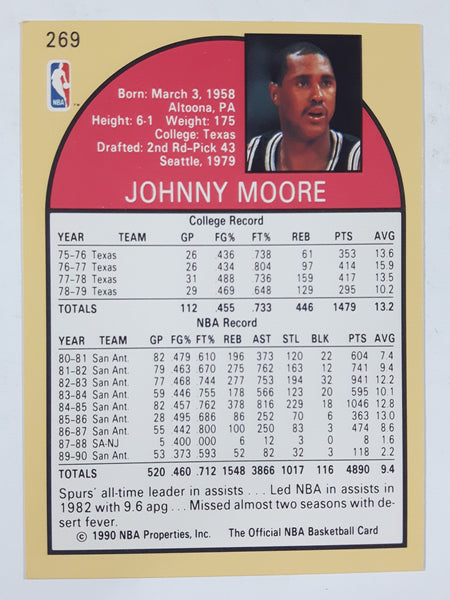 269
NBA
TM
Born: March 3, 1958
Altoona, PA
Height: 6-1 Weight: 175
College: Texas
Drafted: 2nd Rd-Pick 43
Seattle, 1979
JOHNNY MOORE
College Record
YEAR TEAM GP FG% FT% REB PTS AVG
75-76 Texas 26 .436 .738 61 353 13.6
76-77 Texas 26 .434 .804 97 414 15.9
77-78 Texas 31 .488 .736 159 417 13.5
78-79 Texas 29 .469 .648 129 295 10.2
TOTALS 112 .455 .733 446 1479 13.2
NBA Record
YEAR TEAM GP FG% FT% REB AST STL BLK PTS AVG
80-81 San Ant. 82 .479 .610 196 373 120 22 604 7.4
81-82 San Ant. 79 .463 .670 275 762 163 12 741 9.4
82-83 San Ant. 77 .468 .744 277 753 194 32 941 12.2
83-84 San Ant. 59 .446 .755 178 566 123 20 595 10.1
84-85 San Ant. 82 .457 .762 378 816 229 18 1046 12.8
85-86 San Ant. 28 .495 .686 86 252 70 6 363 13.0
86-87 San Ant. 55 .442 .800 100 250 83 3 474 8.6
87-88 SA-NJ 5 .400 .000 6 12 3 0 8 1.6
89-90 San Ant. 53 .373 .593 52 82 32 3 118 2.2
TOTALS 520 .460 .712 1548 3866 1017 116 4890 9.4
Spurs' all-time leader in assists . . . Led NBA in assists in
1982 with 9.6 apg . . . Missed almost two seasons with de-
sert fever.
© 1990 NBA Properties, Inc. The Official NBA Basketball Card